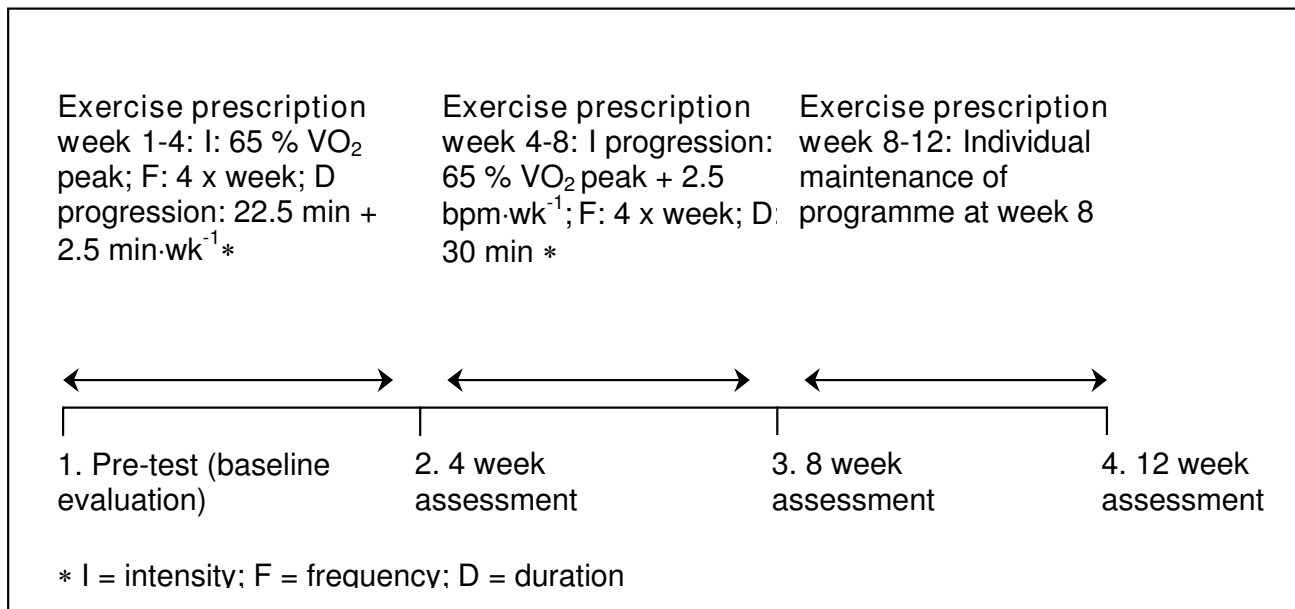 Exercise prescription
week 1-4: I: 65 % VO₂
peak; F: 4 x week; D
progression: 22.5 min +
2.5 min·wk⁻¹*
Exercise prescription
week 4-8: I progression:
65 % VO₂ peak + 2.5
bpm·wk⁻¹; F: 4 x week; D:
30 min *
Exercise prescription
week 8-12: Individual
maintenance of
programme at week 8
1. Pre-test (baseline
evaluation)
2. 4 week
assessment
3. 8 week
assessment
4. 12 week
assessment
* I = intensity; F = frequency; D = duration